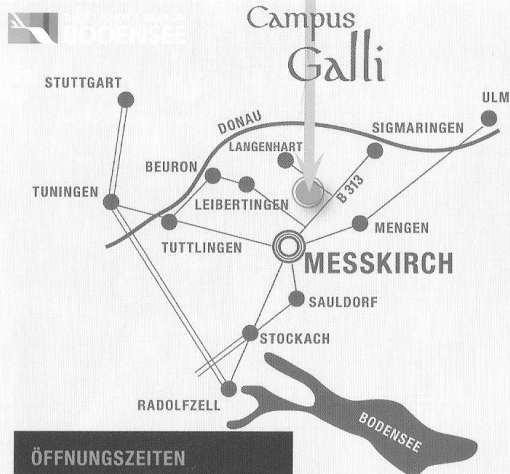 BODENSEE
Campus
Galli
STUTTGART
ULM
DONAU
SIGMARINGEN
LANGENHART
BEURON
B 313
LEIBERTINGEN
TUNINGEN
MENGEN
TUTTLINGEN
MESSKIRCH
SAULDORF
STOCKACH
RADOLFZELL
BODENSEE
ÖFFNUNGSZEITEN